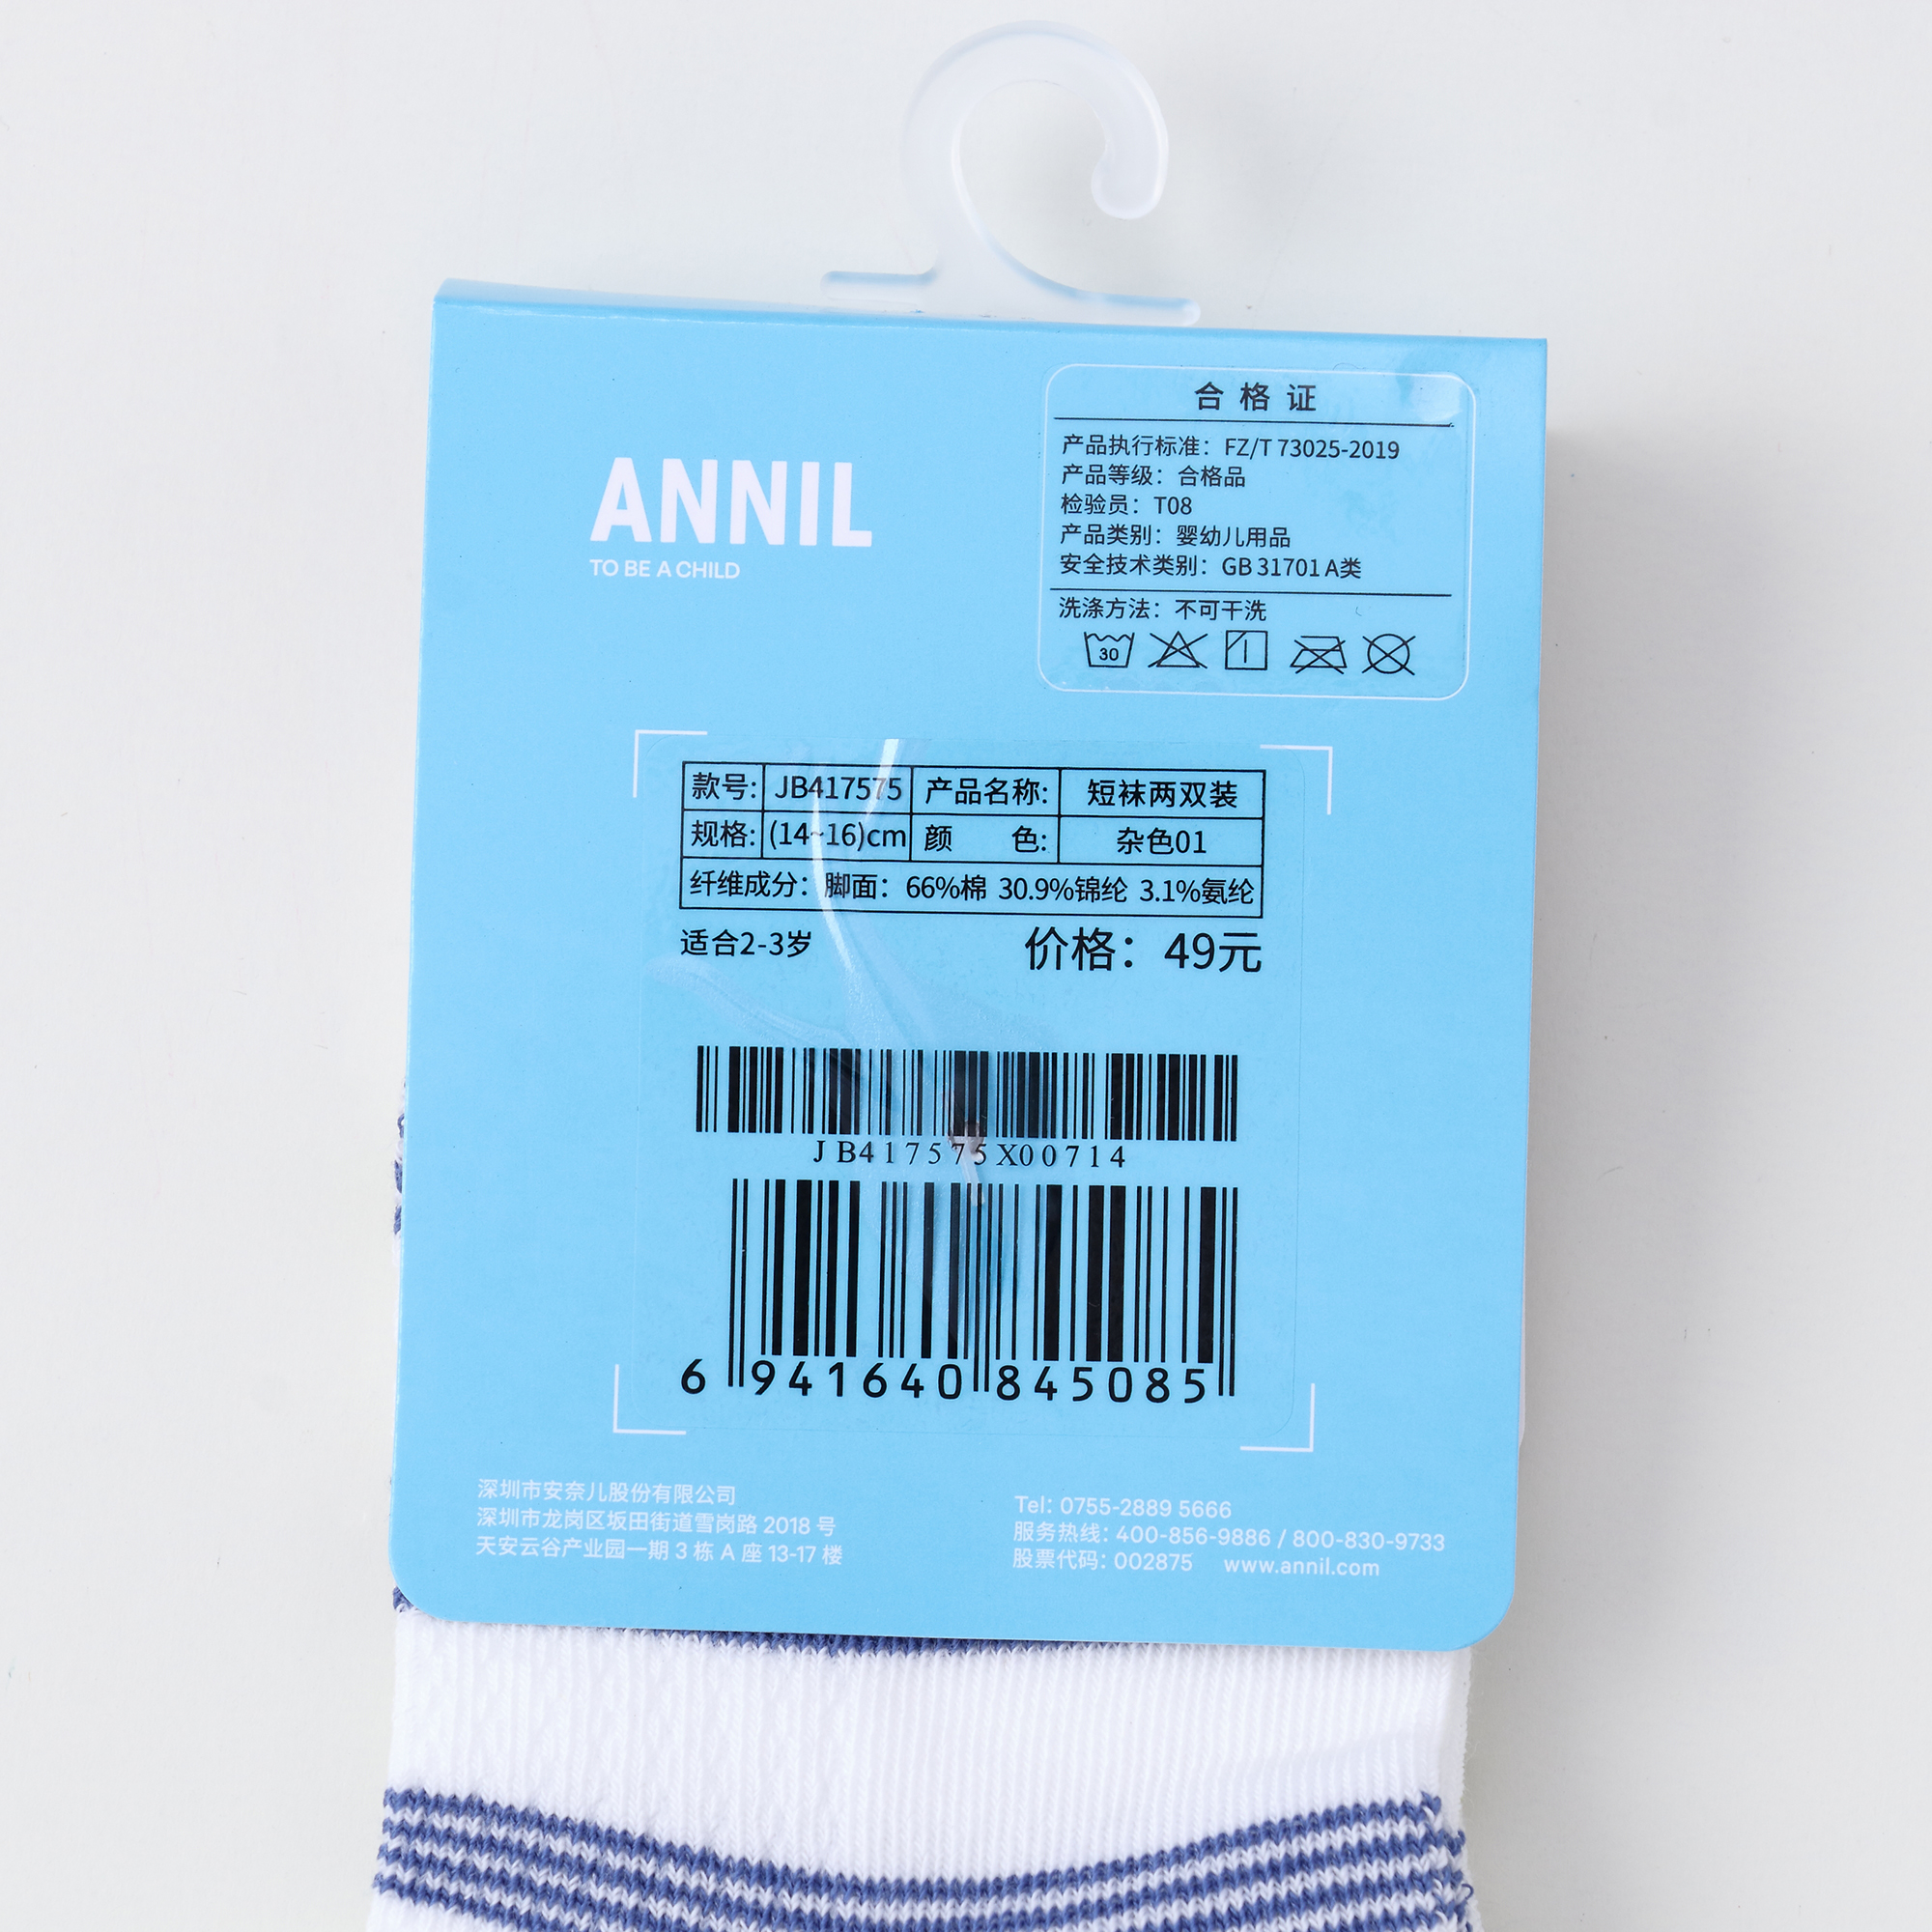 ANNIL
TO BE A CHILD
合格证
产品执行标准：FZ/T 73025-2019
产品等级：合格品
检验员：T08
产品类别：婴幼儿用品
安全技术类别：GB 31701 A类
洗涤方法：不可干洗
30
款号: JB417575 产品名称: 短袜两双装
规格: (14~16)cm 颜 色: 杂色01
纤维成分：脚面：66%棉 30.9%锦纶 3.1%氨纶
适合2-3岁 价格：49元
JB417575X00714
6 941640 845085
深圳市安奈儿股份有限公司
深圳市龙岗区坂田街道雪岗路 2018 号
天安云谷产业园一期 3 栋 A 座 13-17 楼
Tel: 0755-2889 5666
服务热线: 400-856-9886 / 800-830-9733
股票代码: 002875 www.annil.com